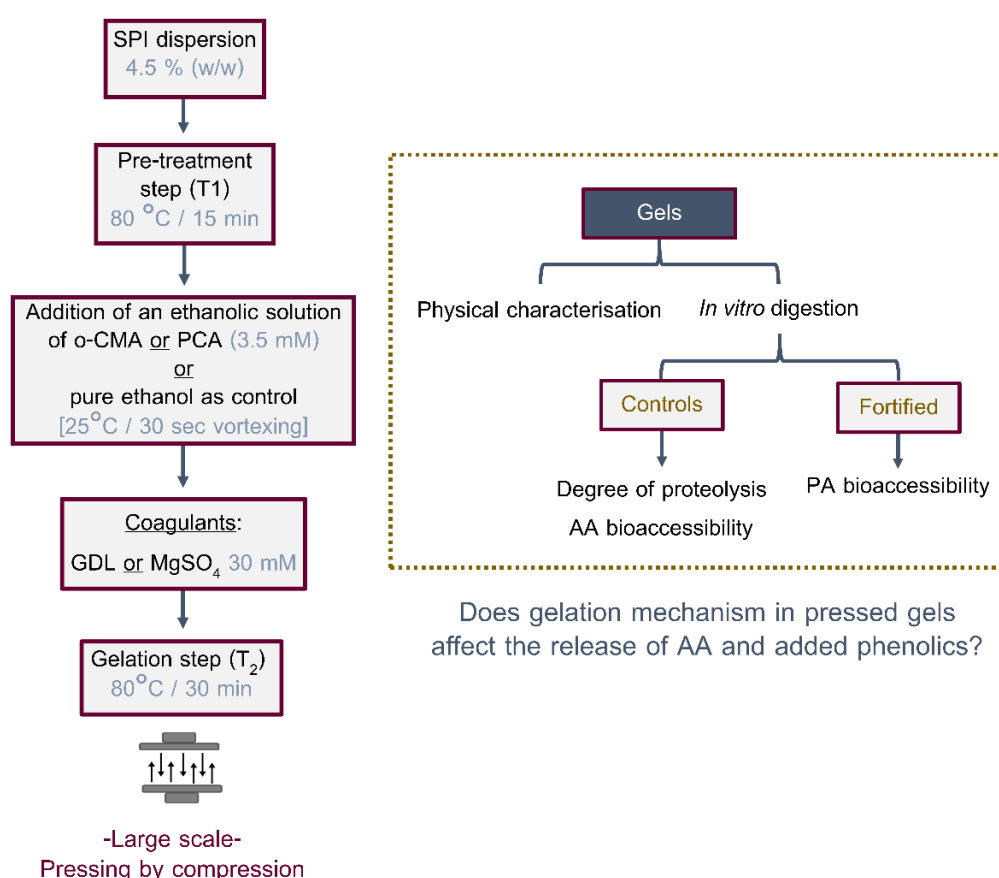 SPI dispersion
4.5 % (w/w)
Pre-treatment
step (T1)
80 °C / 15 min
Addition of an ethanolic solution
of o-CMA or PCA (3.5 mM)
or
pure ethanol as control
[25°C / 30 sec vortexing]
Coagulants:
GDL or MgSO₄ 30 mM
Gelation step (T₂)
80°C / 30 min
-Large scale-
Pressing by compression
Gels
Physical characterisation
In vitro digestion
Controls
Fortified
Degree of proteolysis
AA bioaccessibility
PA bioaccessibility
Does gelation mechanism in pressed gels
affect the release of AA and added phenolics?